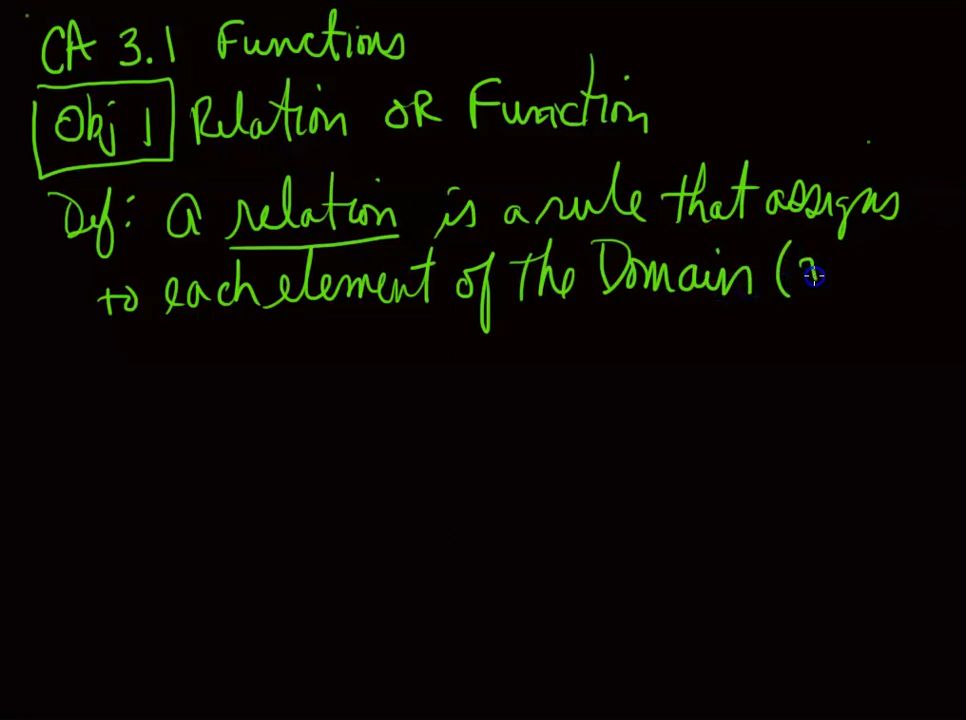 CA 3.1 Functions
Obj 1 Relation OR Function
Def: a relation is a rule that assigns
to each element of the Domain (